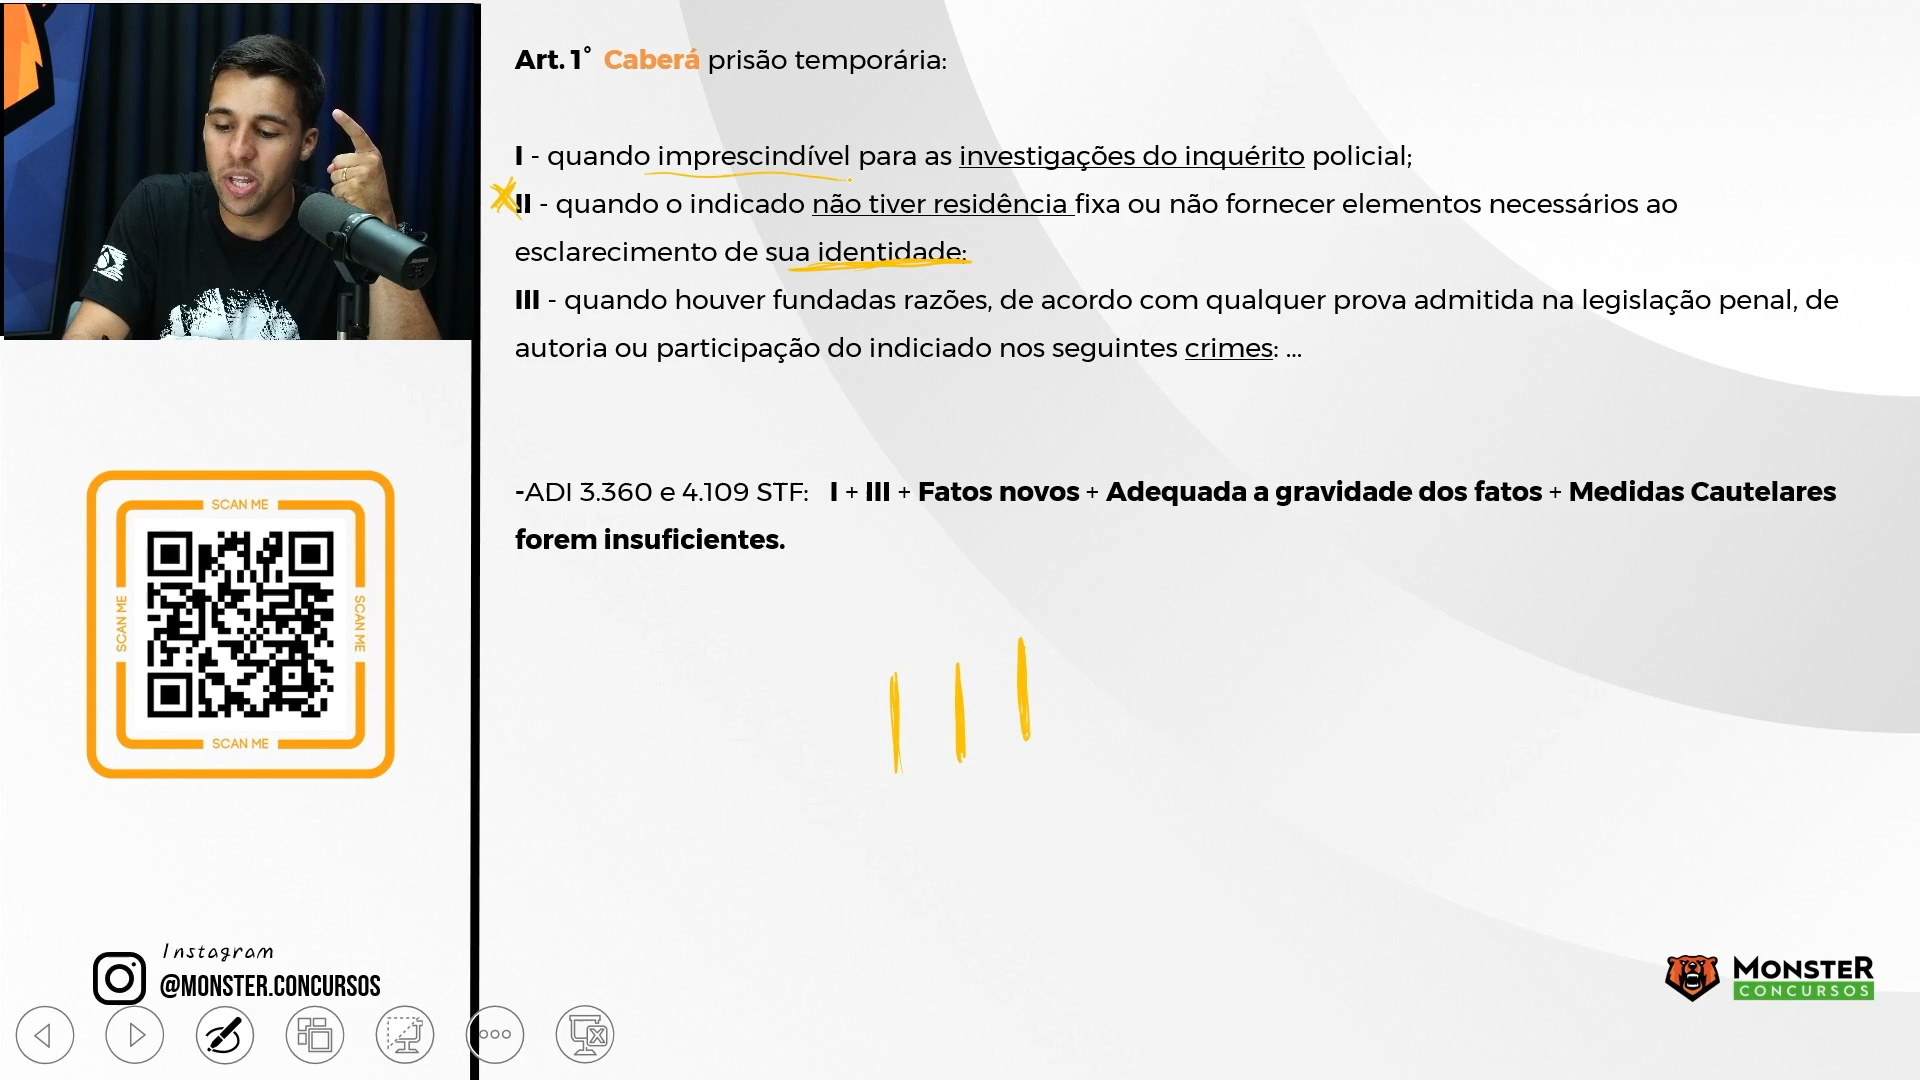 Art. 1° Caberá prisão temporária:
I - quando imprescindível para as investigações do inquérito policial;
II - quando o indicado não tiver residência fixa ou não fornecer elementos necessários ao
esclarecimento de sua identidade;
III - quando houver fundadas razões, de acordo com qualquer prova admitida na legislação penal, de
autoria ou participação do indiciado nos seguintes crimes: ...
-ADI 3.360 e 4.109 STF: I + III + Fatos novos + Adequada a gravidade dos fatos + Medidas Cautelares
forem insuficientes.
SCAN ME
SCAN ME
SCAN ME
SCAN ME
Instagram
@MONSTER.CONCURSOS
MONSTER
CONCURSOS